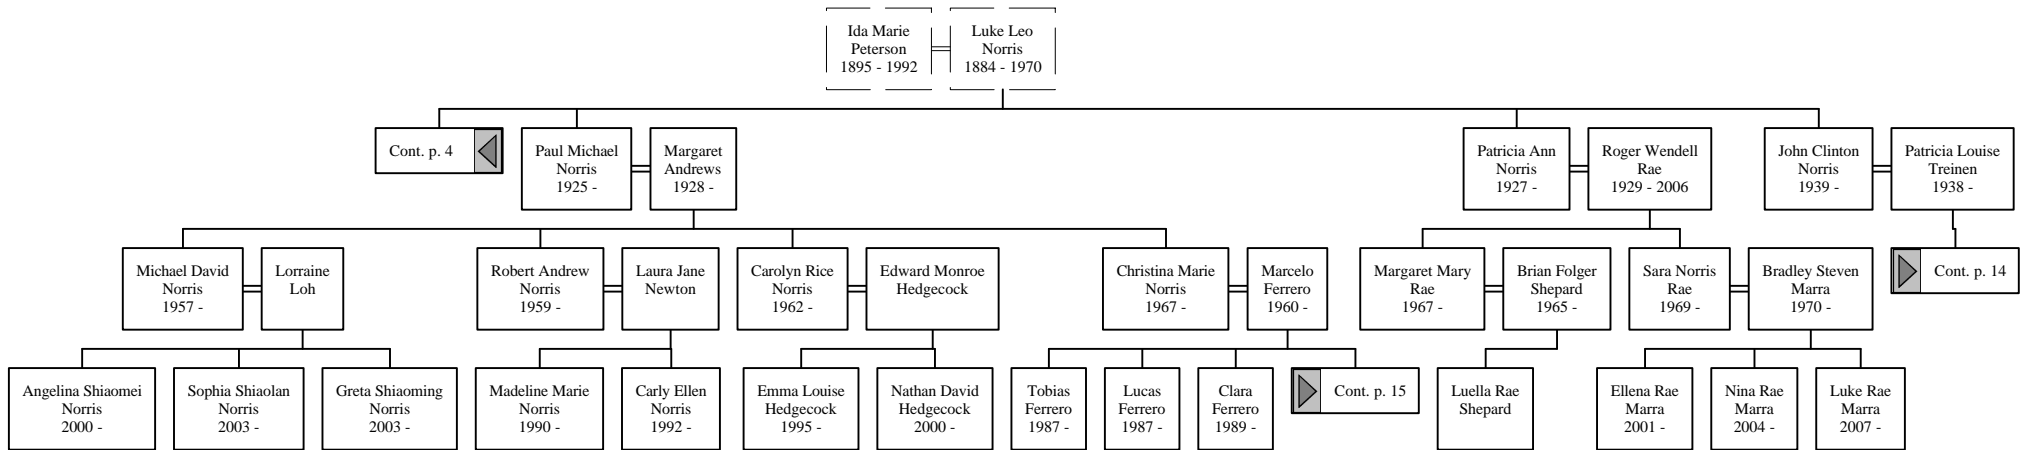 Ida Marie
Peterson
1895 - 1992
Luke Leo
Norris
1884 - 1970
Cont. p. 4
Paul Michael
Norris
1925 -
Margaret
Andrews
1928 -
Patricia Ann
Norris
1927 -
Roger Wendell
Rae
1929 - 2006
John Clinton
Norris
1939 -
Patricia Louise
Treinen
1938 -
Michael David
Norris
1957 -
Lorraine
Loh
Robert Andrew
Norris
1959 -
Laura Jane
Newton
Carolyn Rice
Norris
1962 -
Edward Monroe
Hedgecock
Christina Marie
Norris
1967 -
Marcelo
Ferrero
1960 -
Margaret Mary
Rae
1967 -
Brian Folger
Shepard
1965 -
Sara Norris
Rae
1969 -
Bradley Steven
Marra
1970 -
Cont. p. 14
Angelina Shiaomei
Norris
2000 -
Sophia Shiaolan
Norris
2003 -
Greta Shiaoming
Norris
2003 -
Madeline Marie
Norris
1990 -
Carly Ellen
Norris
1992 -
Emma Louise
Hedgecock
1995 -
Nathan David
Hedgecock
2000 -
Tobias
Ferrero
1987 -
Lucas
Ferrero
1987 -
Clara
Ferrero
1989 -
Cont. p. 15
Luella Rae
Shepard
Ellena Rae
Marra
2001 -
Nina Rae
Marra
2004 -
Luke Rae
Marra
2007 -